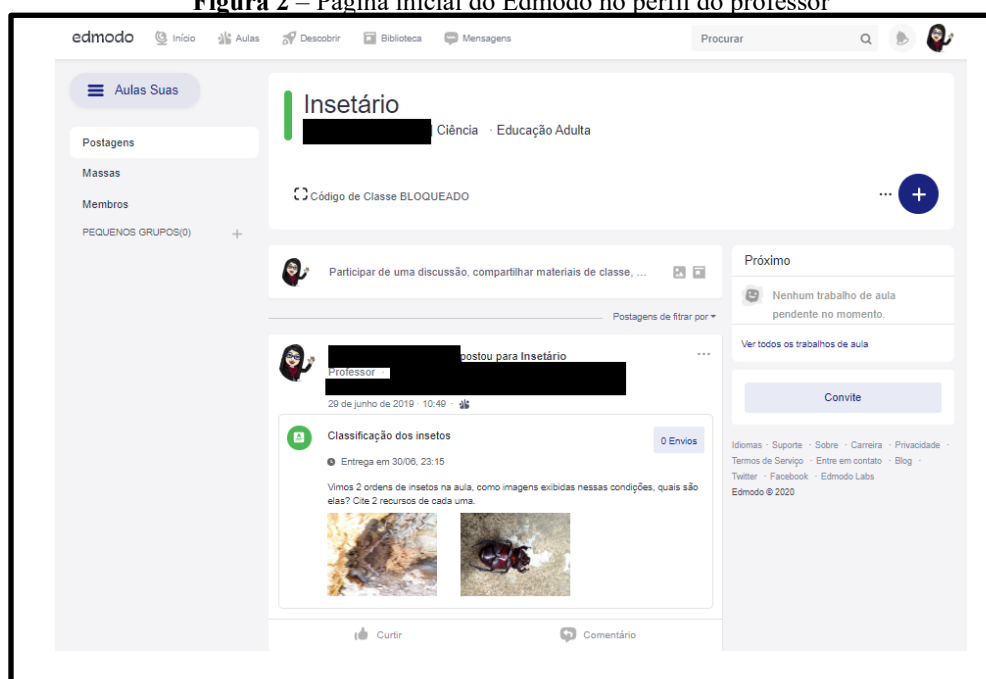 Figura 2 – Página inicial do Edmodo no perfil do professor
edmodo Início Aulas Descobrir Biblioteca Mensagens Procurar
Aulas Suas
Postagens
Massas
Membros
PEQUENOS GRUPOS(0) +
Insetário
Ciência · Educação Adulta
Código de Classe BLOQUEADO
... +
Participar de uma discussão, compartilhar materiais de classe, ...
Postagens de fitrar por
postou para Insetário ...
Professor ·
29 de junho de 2019 · 10:49 ·
Classificação dos insetos
0 Envios
Entrega em 30/06, 23:15
Vimos 2 ordens de insetos na aula, como imagens exibidas nessas condições, quais são
elas? Cite 2 recursos de cada uma.
Curtir Comentário
Próximo
Nenhum trabalho de aula
pendente no momento.
Ver todos os trabalhos de aula
Convite
Idiomas · Suporte · Sobre · Carreira · Privacidade ·
Termos de Serviço · Entre em contato · Blog ·
Twitter · Facebook · Edmodo Labs
Edmodo © 2020